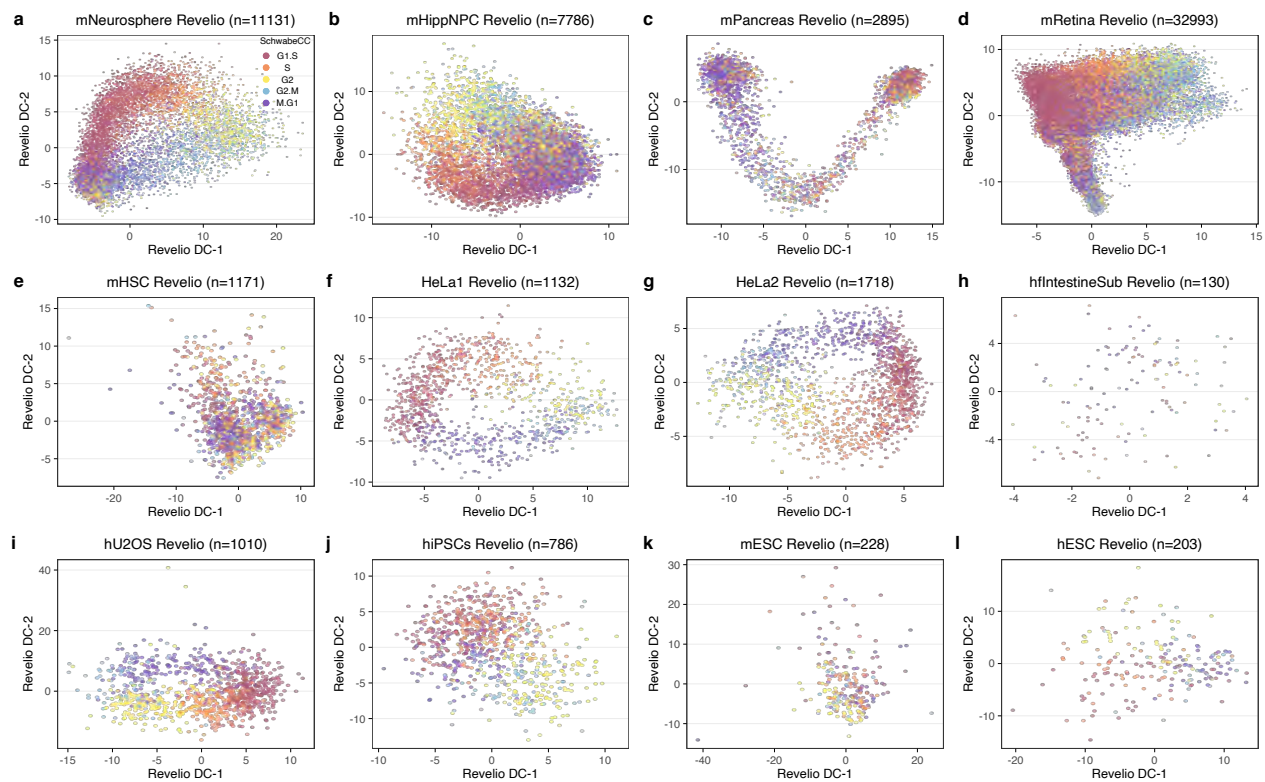 a
mNeurosphere Revelio (n=11131)
Revelio DC-2
15
10
5
0
-5
-10
SchwabeCC
G1.S
S
G2
G2.M
M.G1
0
10
20
Revelio DC-1
b
mHippNPC Revelio (n=7786)
Revelio DC-2
10
0
-10
-10
0
10
Revelio DC-1
c
mPancreas Revelio (n=2895)
Revelio DC-2
0
-10
-10
-5
0
5
10
15
Revelio DC-1
d
mRetina Revelio (n=32993)
Revelio DC-2
10
0
-10
-5
0
5
10
15
Revelio DC-1
e
mHSC Revelio (n=1171)
Revelio DC-2
15
10
5
0
-5
-20
-10
0
10
Revelio DC-1
f
HeLa1 Revelio (n=1132)
Revelio DC-2
10
5
0
-5
-10
-5
0
5
10
Revelio DC-1
g
HeLa2 Revelio (n=1718)
Revelio DC-2
5
0
-5
-10
-5
0
5
Revelio DC-1
h
hfIntestineSub Revelio (n=130)
Revelio DC-2
4
0
-4
-4
-2
0
2
4
Revelio DC-1
i
hU2OS Revelio (n=1010)
Revelio DC-2
40
20
0
-15
-10
-5
0
5
10
Revelio DC-1
j
hiPSCs Revelio (n=786)
Revelio DC-2
10
5
0
-5
-10
-10
-5
0
5
10
Revelio DC-1
k
mESC Revelio (n=228)
Revelio DC-2
30
20
10
0
-10
-40
-20
0
20
Revelio DC-1
l
hESC Revelio (n=203)
Revelio DC-2
10
0
-10
-20
-10
0
10
Revelio DC-1